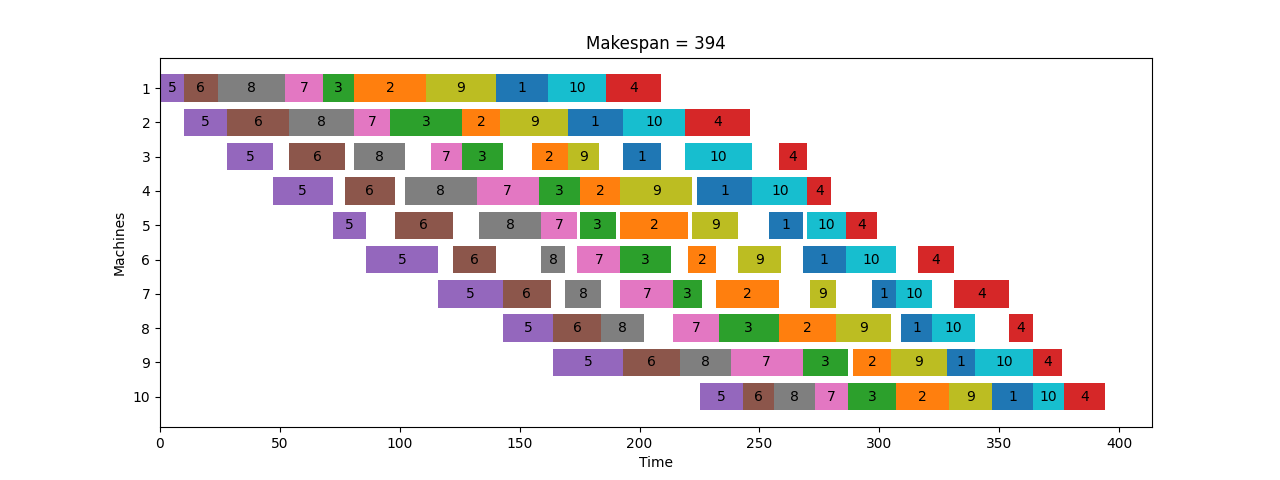 Makespan = 394
1 5 6 8 7 3 2 9 1 10 4
2 5 6 8 7 3 2 9 1 10 4
3 5 6 8 7 3 2 9 1 10 4
4 5 6 8 7 3 2 9 1 10 4
5 5 6 8 7 3 2 9 1 10 4
6 5 6 8 7 3 2 9 1 10 4
7 5 6 8 7 3 2 9 1 10 4
8 5 6 8 7 3 2 9 1 10 4
9 5 6 8 7 3 2 9 1 10 4
10 5 6 8 7 3 2 9 1 10 4
Machines
0 50 100 150 200 250 300 350 400
Time